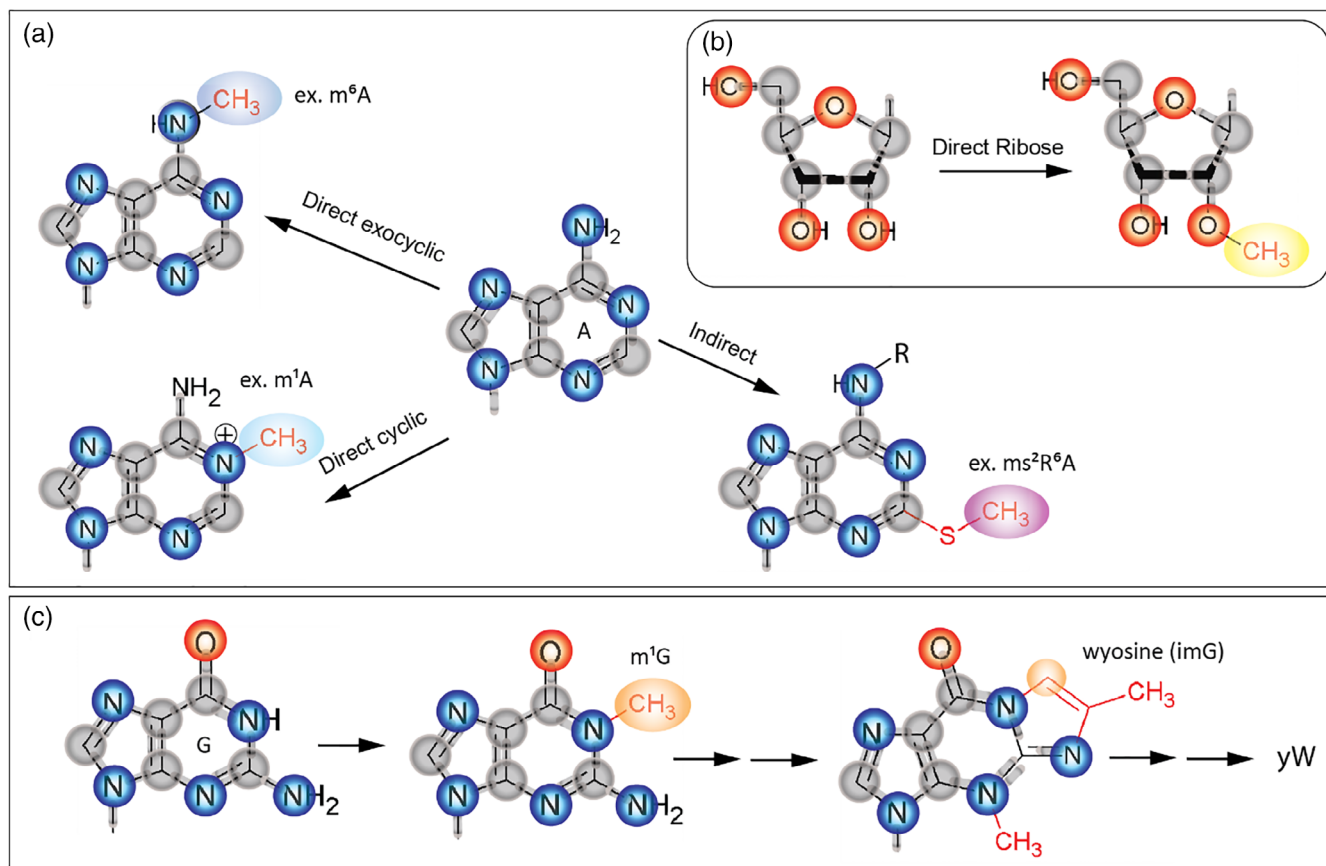 (a)
CH₃
ex. m⁶A
HN
N
N
N
N
Direct exocyclic
NH₂
N
N
A
N
N
Indirect
NH₂
ex. m¹A
⊕
CH₃
N
N
N
N
Direct cyclic
R
HN
N
N
N
N
ex. ms²R⁶A
S
CH₃
(b)
HO
O
OH
OH
Direct Ribose
HO
O
OH
O
CH₃
(c)
O
N
NH
G
N
N
NH₂
m¹G
O
CH₃
N
N
N
N
NH₂
wyosine (imG)
O
CH₃
N
N
N
N
N
CH₃
yW